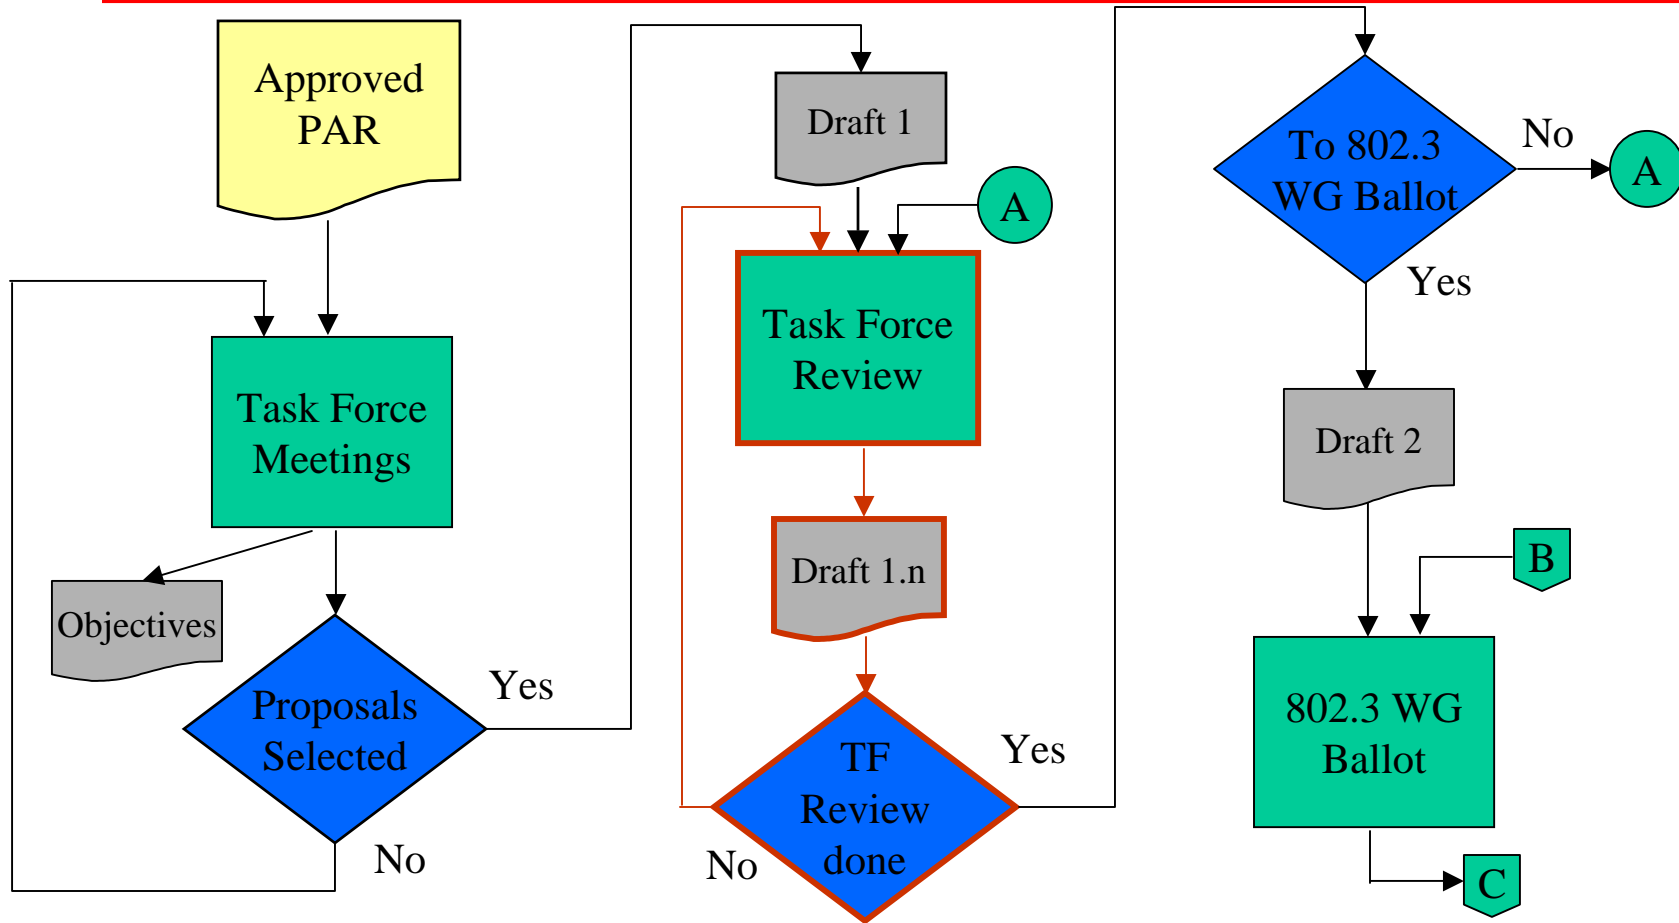 Approved
PAR
Task Force
Meetings
Objectives
Proposals
Selected
Yes
No
Draft 1
A
Task Force
Review
Draft 1.n
TF
Review
done
Yes
No
To 802.3
WG Ballot
No
A
Yes
Draft 2
B
802.3 WG
Ballot
C